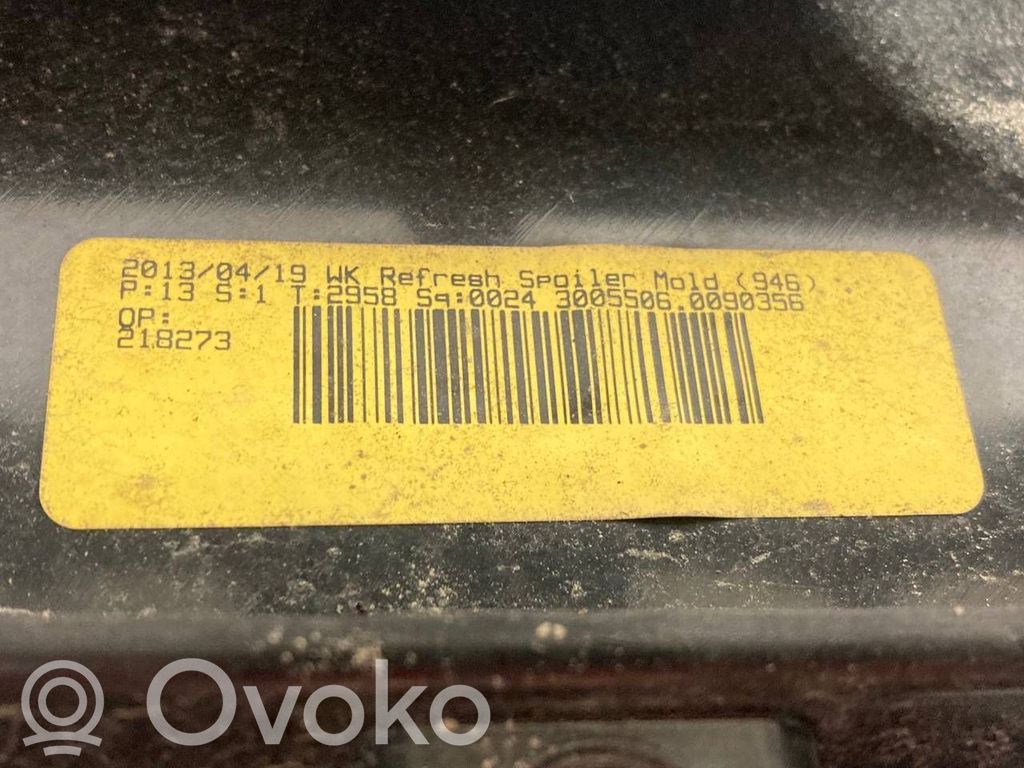 2013/04/19 WK Refresh Spoiler Mold (946)
P:13 S:1 T:2958 Sq:0024 3005506.0090356
OP:
218273
Ovoko